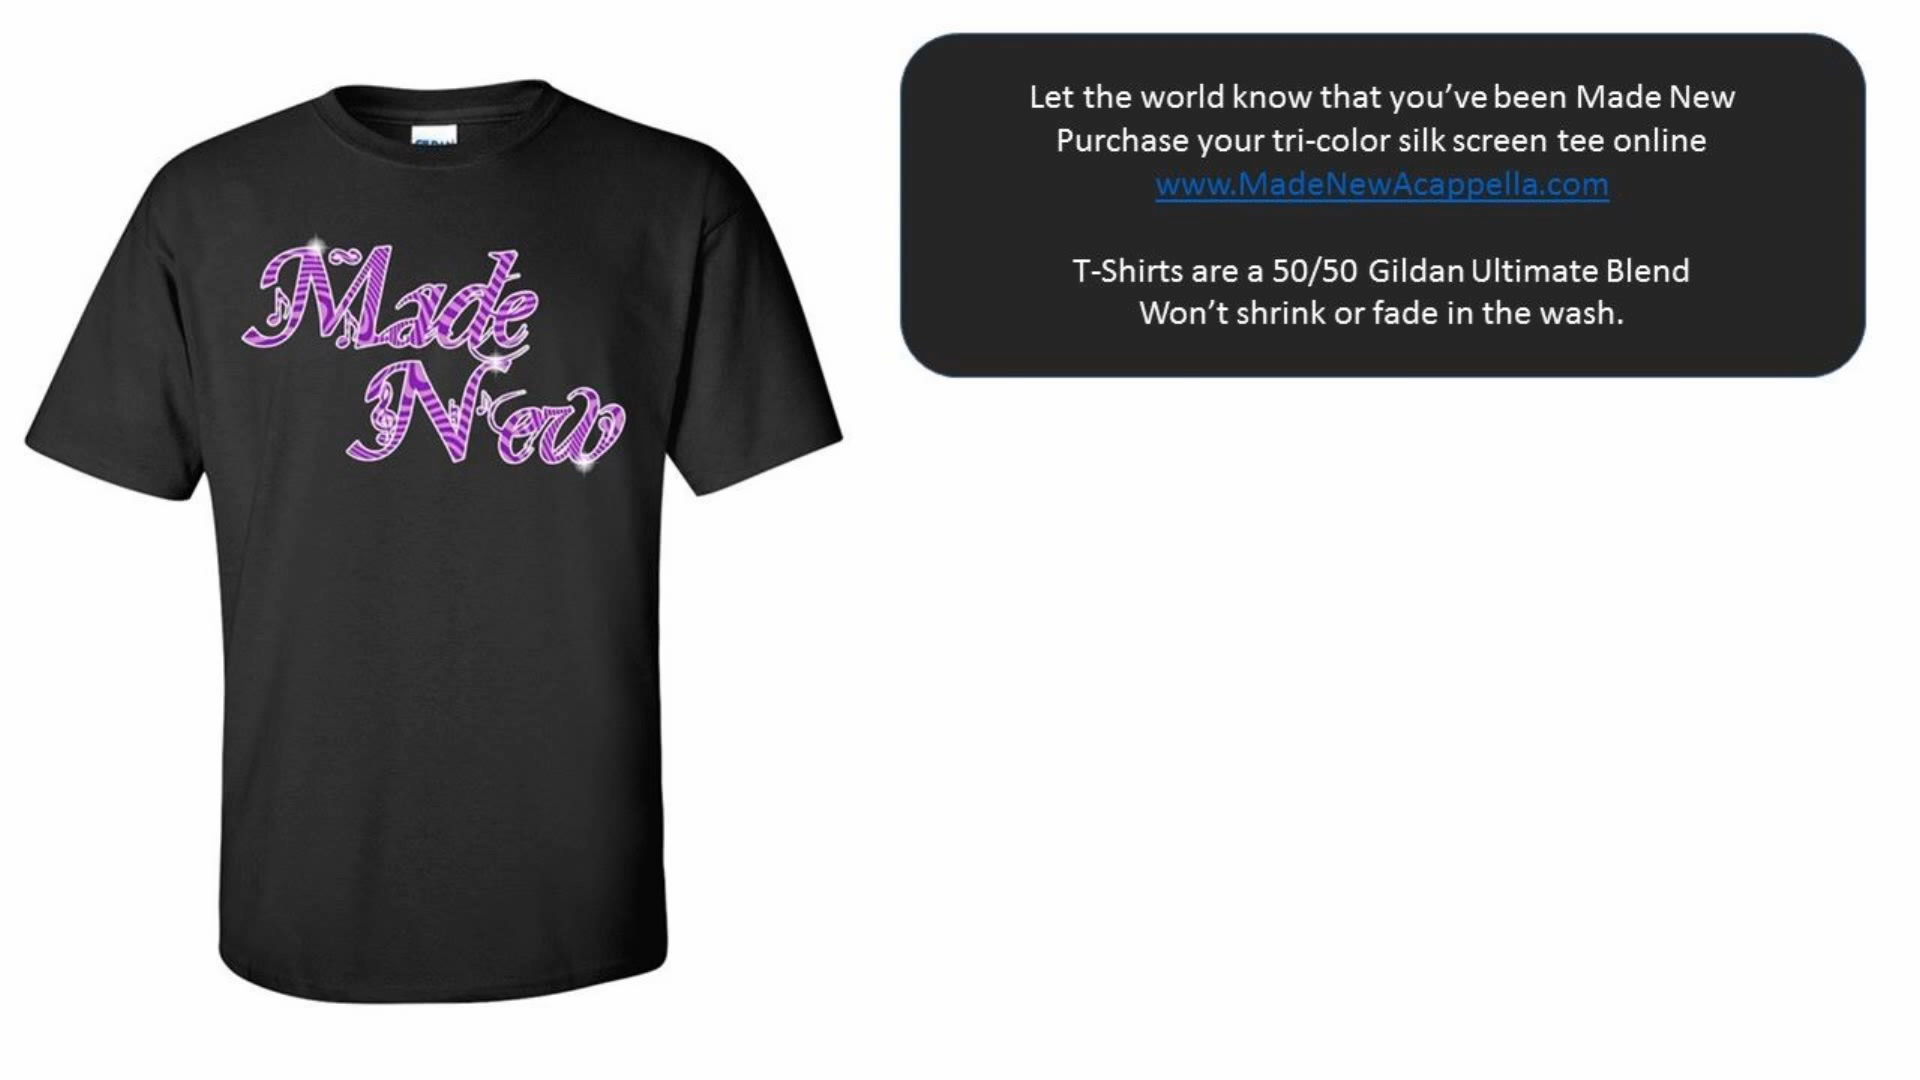 Made
New
Let the world know that you've been Made New
Purchase your tri-color silk screen tee online
www.MadeNewAcappella.com
T-Shirts are a 50/50 Gildan Ultimate Blend
Won't shrink or fade in the wash.